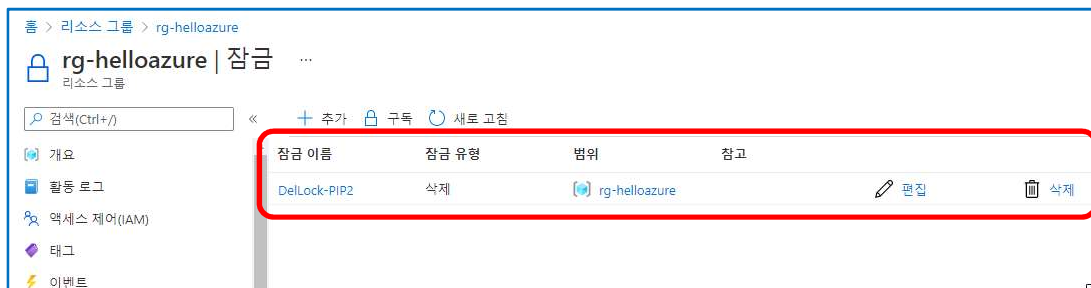 홈 > 리소스 그룹 > rg-helloazure
rg-helloazure | 잠금 ...
리소스 그룹
검색(Ctrl+/) « + 추가 구독 새로 고침
잠금 이름 잠금 유형 범위 참고
개요
DelLock-PIP2 삭제 rg-helloazure 편집 삭제
활동 로그
액세스 제어(IAM)
태그
이벤트